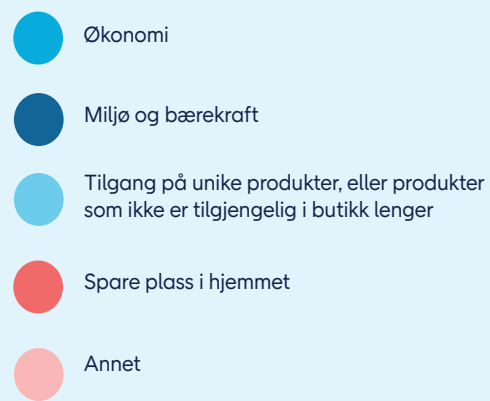 Økonomi
Miljø og bærekraft
Tilgang på unike produkter, eller produkter
som ikke er tilgjengelig i butikk lenger
Spare plass i hjemmet
Annet